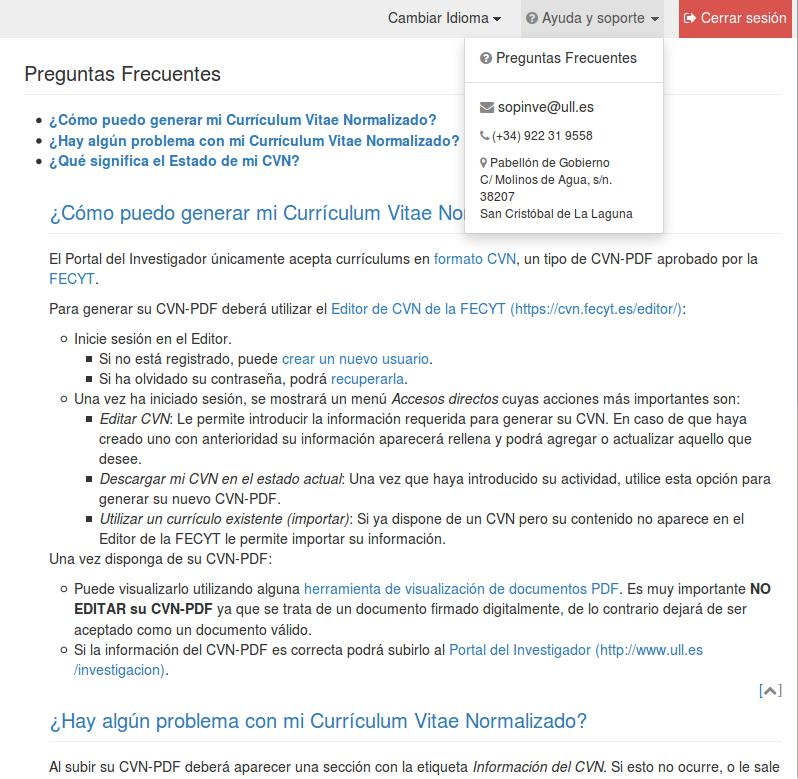 Cambiar Idioma
Ayuda y soporte
Cerrar sesión
Preguntas Frecuentes
sopinve@ull.es
(+34) 922 31 9558
Pabellón de Gobierno
C/ Molinos de Agua, s/n.
38207
San Cristóbal de La Laguna
Preguntas Frecuentes
¿Cómo puedo generar mi Currículum Vitae Normalizado?
¿Hay algún problema con mi Currículum Vitae Normalizado?
¿Qué significa el Estado de mi CVN?
¿Cómo puedo generar mi Currículum Vitae No
El Portal del Investigador únicamente acepta currículums en formato CVN, un tipo de CVN-PDF aprobado por la
FECYT.
Para generar su CVN-PDF deberá utilizar el Editor de CVN de la FECYT (https://cvn.fecyt.es/editor/):
Inicie sesión en el Editor.
Si no está registrado, puede crear un nuevo usuario.
Si ha olvidado su contraseña, podrá recuperarla.
Una vez ha iniciado sesión, se mostrará un menú Accesos directos cuyas acciones más importantes son:
Editar CVN: Le permite introducir la información requerida para generar su CVN. En caso de que haya
creado uno con anterioridad su información aparecerá rellena y podrá agregar o actualizar aquello que
desee.
Descargar mi CVN en el estado actual: Una vez que haya introducido su actividad, utilice esta opción para
generar su nuevo CVN-PDF.
Utilizar un currículo existente (importar): Si ya dispone de un CVN pero su contenido no aparece en el
Editor de la FECYT le permite importar su información.
Una vez disponga de su CVN-PDF:
Puede visualizarlo utilizando alguna herramienta de visualización de documentos PDF. Es muy importante NO
EDITAR su CVN-PDF ya que se trata de un documento firmado digitalmente, de lo contrario dejará de ser
aceptado como un documento válido.
Si la información del CVN-PDF es correcta podrá subirlo al Portal del Investigador (http://www.ull.es
/investigacion).
[^]
¿Hay algún problema con mi Currículum Vitae Normalizado?
Al subir su CVN-PDF deberá aparecer una sección con la etiqueta Información del CVN. Si esto no ocurre, o le sale